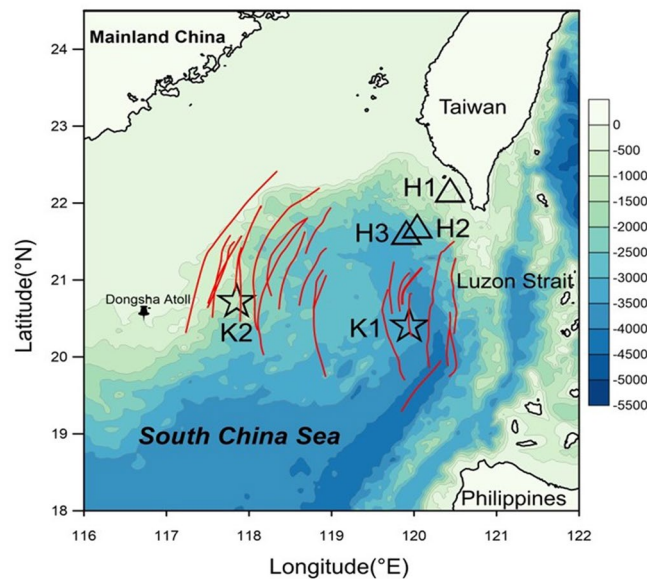 Mainland China
Taiwan
H1
H3
H2
Luzon Strait
Dongsha Atoll
K2
K1
South China Sea
Philippines
24
23
22
21
20
19
18
Latitude(°N)
116
117
118
119
120
121
122
Longitude(°E)
0
-500
-1000
-1500
-2000
-2500
-3000
-3500
-4000
-4500
-5000
-5500